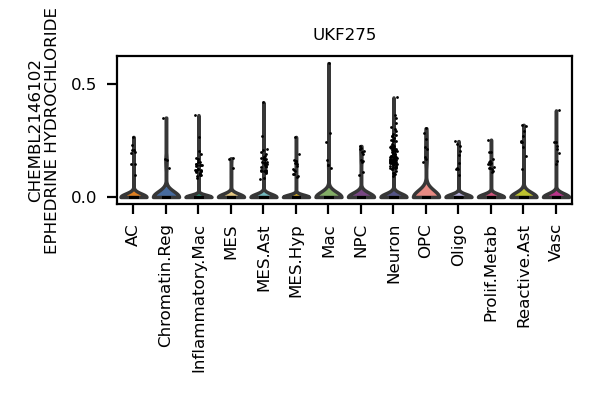 UKF275
CHEMBL2146102
EPHEDRINE HYDROCHLORIDE
0.5
0.0
AC
Chromatin.Reg
Inflammatory.Mac
MES
MES.Ast
MES.Hyp
Mac
NPC
Neuron
OPC
Oligo
Prolif.Metab
Reactive.Ast
Vasc